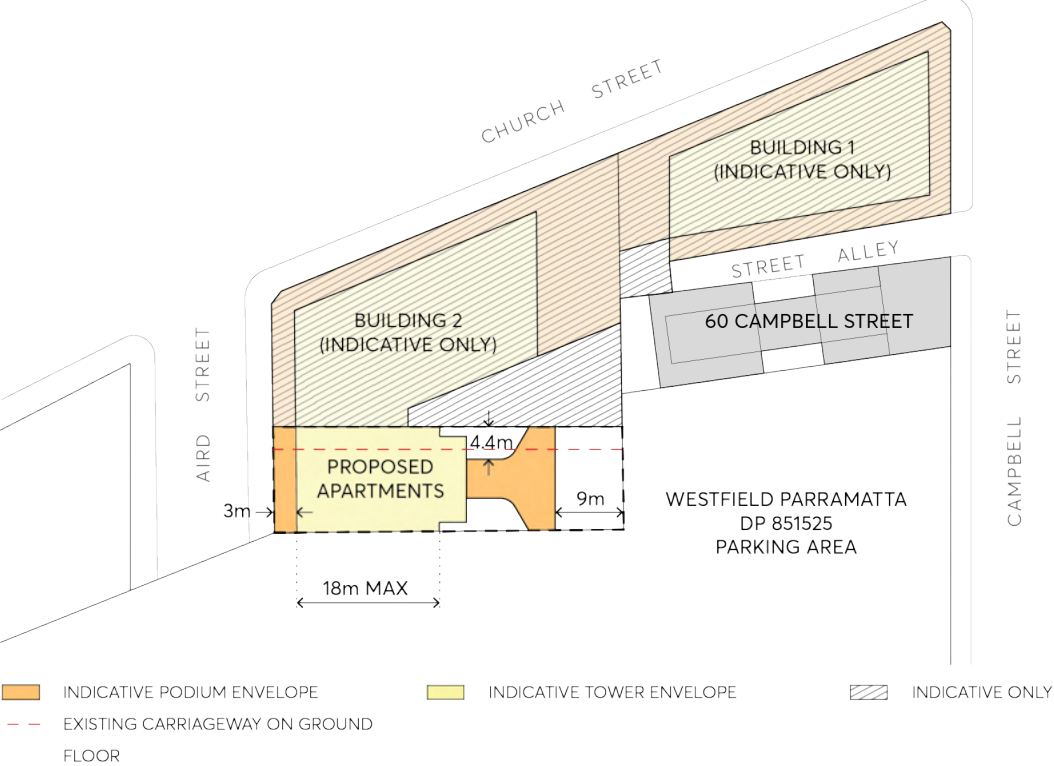 CHURCH STREET
BUILDING 1
(INDICATIVE ONLY)
STREET ALLEY
60 CAMPBELL STREET
BUILDING 2
(INDICATIVE ONLY)
AIRD STREET
CAMPBELL STREET
4.4m
PROPOSED
APARTMENTS
3m
9m
WESTFIELD PARRAMATTA
DP 851525
PARKING AREA
18m MAX
INDICATIVE PODIUM ENVELOPE
INDICATIVE TOWER ENVELOPE
INDICATIVE ONLY
EXISTING CARRIAGEWAY ON GROUND
FLOOR